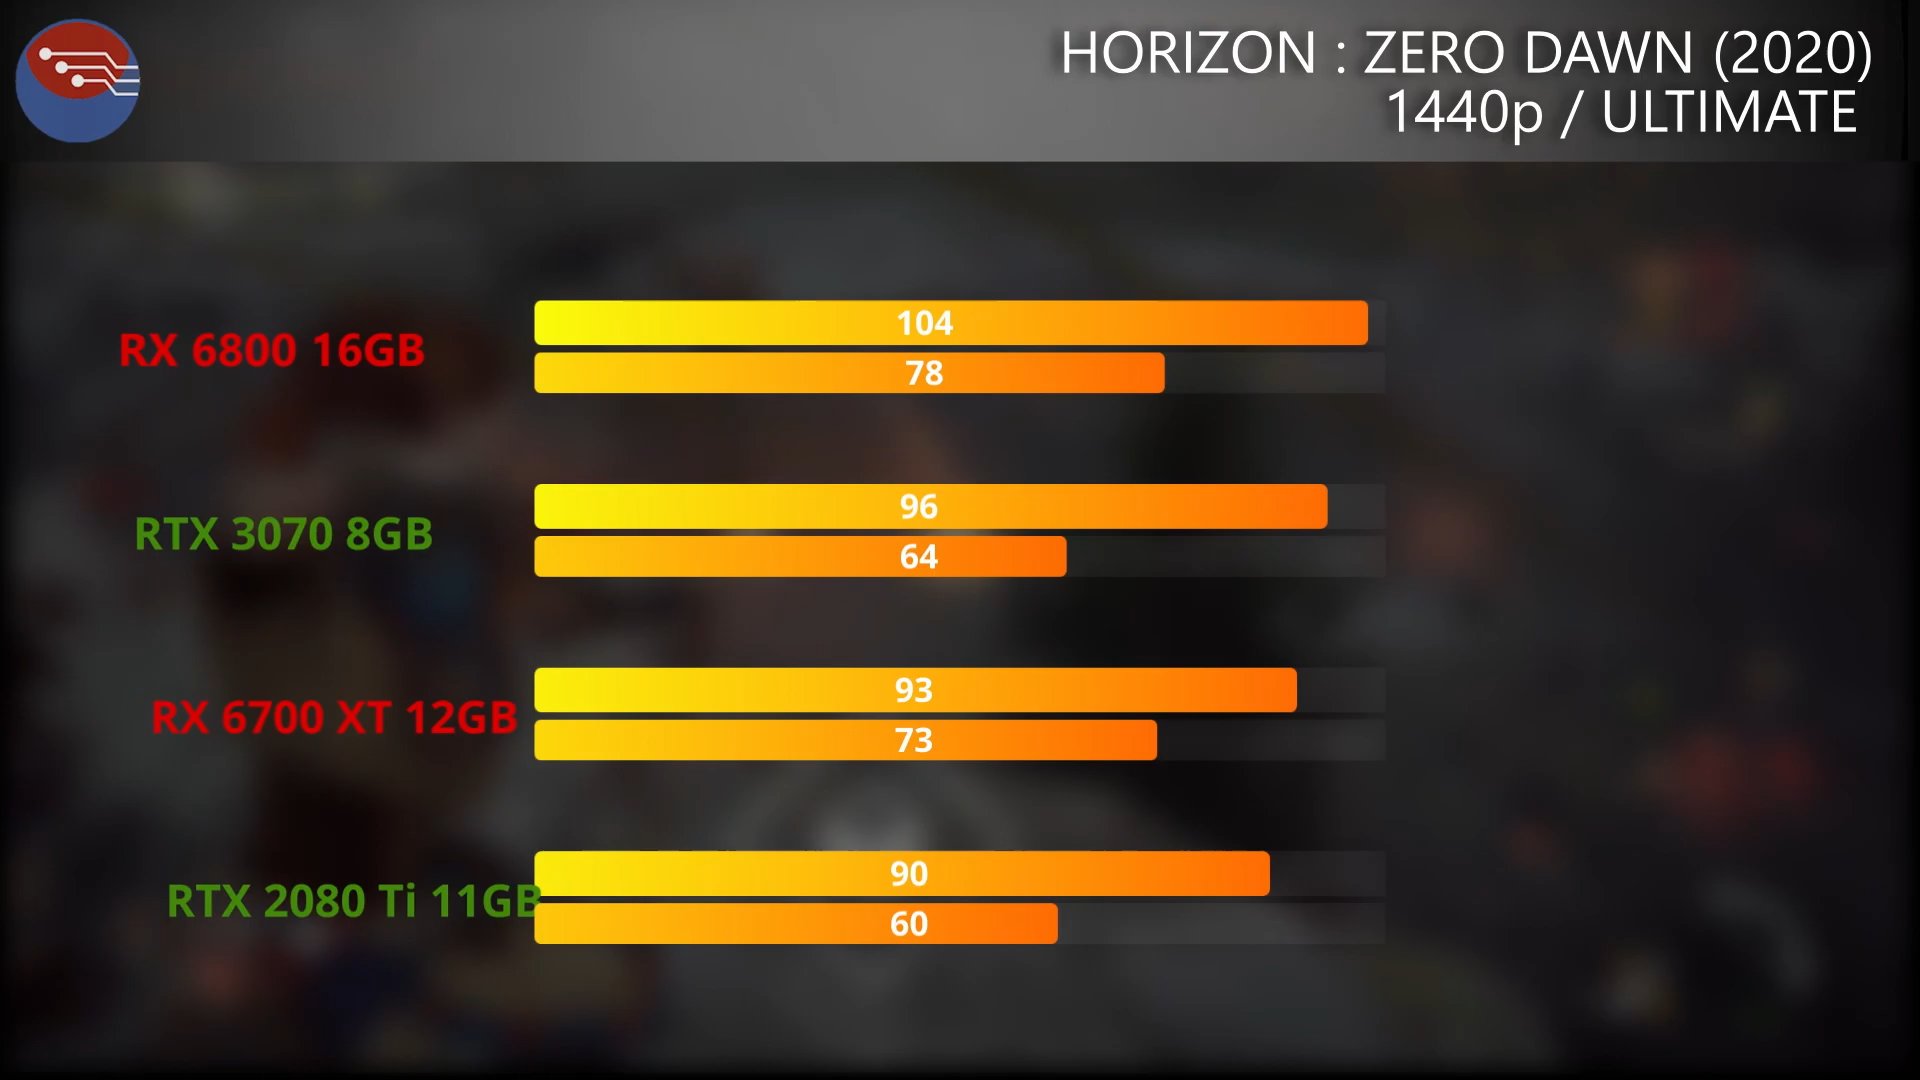 HORIZON : ZERO DAWN (2020)
1440p / ULTIMATE
RX 6800 16GB
104
78
RTX 3070 8GB
96
64
RX 6700 XT 12GB
93
73
RTX 2080 Ti 11GB
90
60